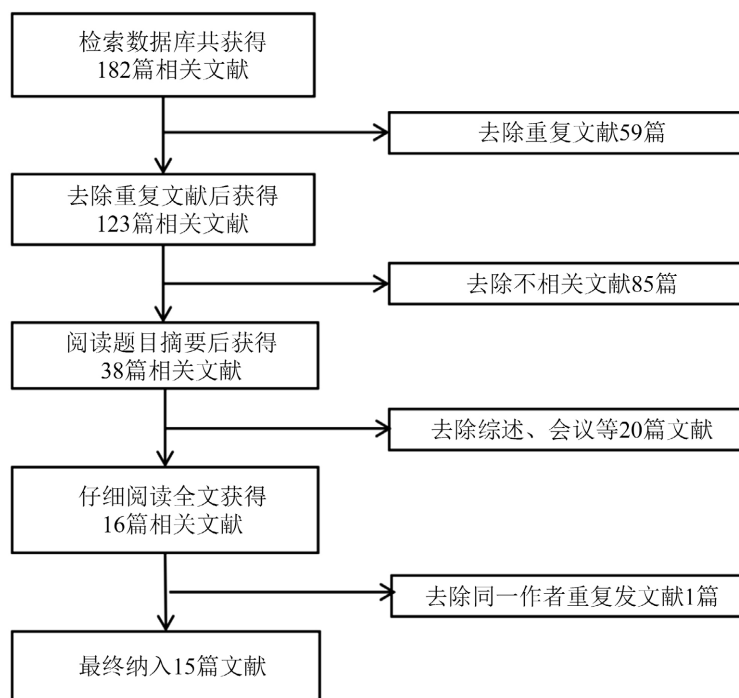 检索数据库共获得
182篇相关文献
去除重复文献59篇
去除重复文献后获得
123篇相关文献
去除不相关文献85篇
阅读题目摘要后获得
38篇相关文献
去除综述、会议等20篇文献
仔细阅读全文获得
16篇相关文献
去除同一作者重复发文献1篇
最终纳入15篇文献